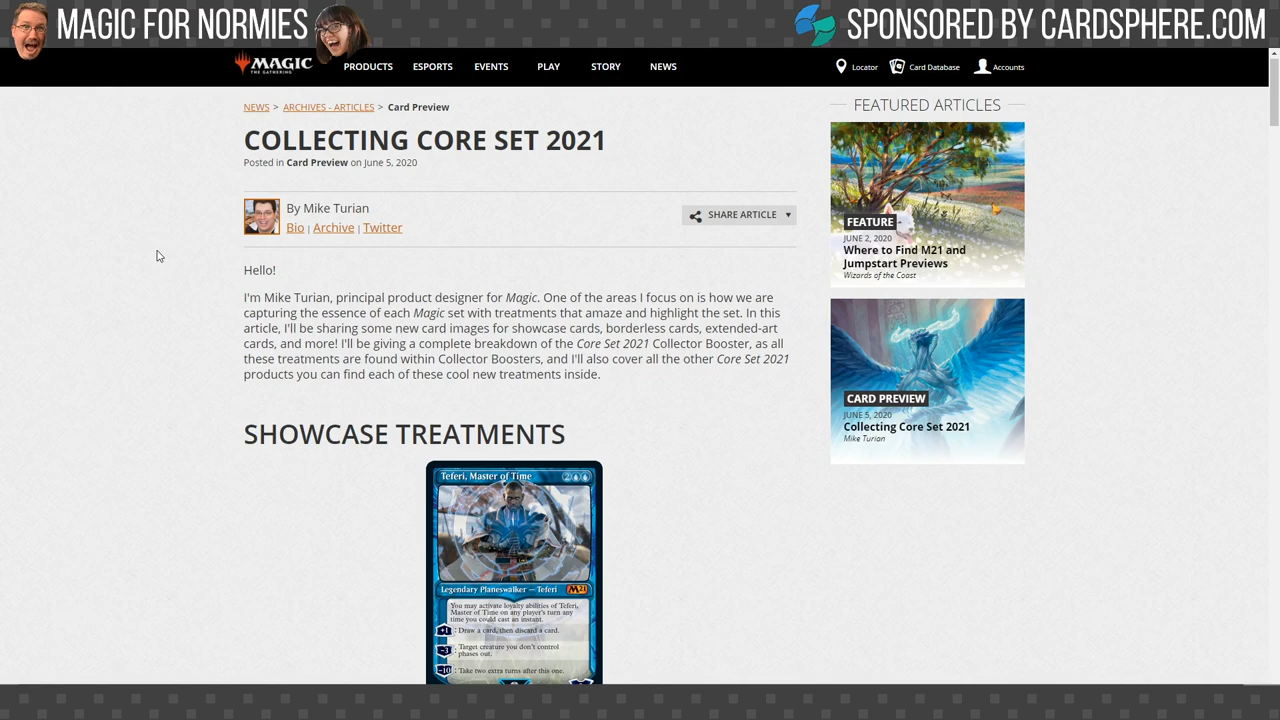 MAGIC FOR NORMIES
SPONSORED BY CARDSPHERE.COM
MAGIC
THE GATHERING
PRODUCTS ESPORTS EVENTS PLAY STORY NEWS
Locator Card Database Accounts
NEWS > ARCHIVES - ARTICLES > Card Preview
COLLECTING CORE SET 2021
Posted in Card Preview on June 5, 2020
By Mike Turian
Bio | Archive | Twitter
SHARE ARTICLE
Hello!
I'm Mike Turian, principal product designer for Magic. One of the areas I focus on is how we are
capturing the essence of each Magic set with treatments that amaze and highlight the set. In this
article, I'll be sharing some new card images for showcase cards, borderless cards, extended-art
cards, and more! I'll be giving a complete breakdown of the Core Set 2021 Collector Booster, as all
these treatments are found within Collector Boosters, and I'll also cover all the other Core Set 2021
products you can find each of these cool new treatments inside.
SHOWCASE TREATMENTS
Teferi, Master of Time 2
Legendary Planeswalker — Teferi M21
You may activate loyalty abilities of Teferi,
Master of Time on any player's turn any
time you could cast an instant.
+1: Draw a card, then discard a card.
-3: Target creature you don't control
phases out.
-10: Take two extra turns after this one.
FEATURED ARTICLES
FEATURE
JUNE 2, 2020
Where to Find M21 and
Jumpstart Previews
Wizards of the Coast
CARD PREVIEW
JUNE 5, 2020
Collecting Core Set 2021
Mike Turian